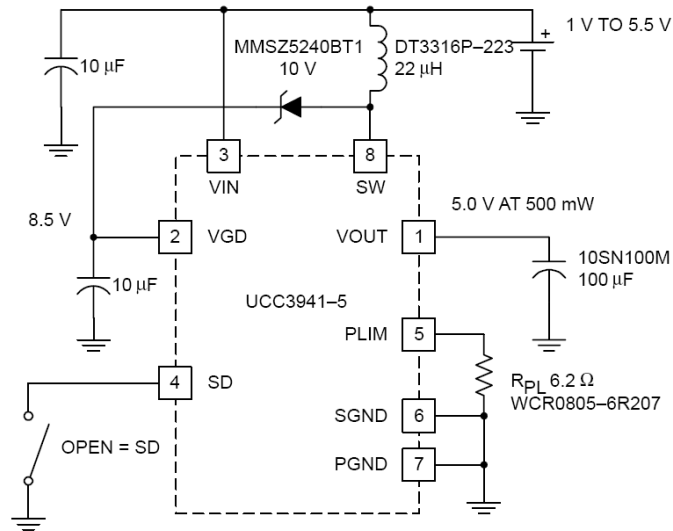 1 V TO 5.5 V
+
MMSZ5240BT1
10 V
DT3316P–223
22 μH
10 μF
3
8
VIN
SW
8.5 V
5.0 V AT 500 mW
2
VGD
VOUT
1
10SN100M
100 μF
10 μF
UCC3941–5
PLIM
5
4
SD
RPL 6.2 Ω
WCR0805–6R207
SGND
6
OPEN = SD
PGND
7